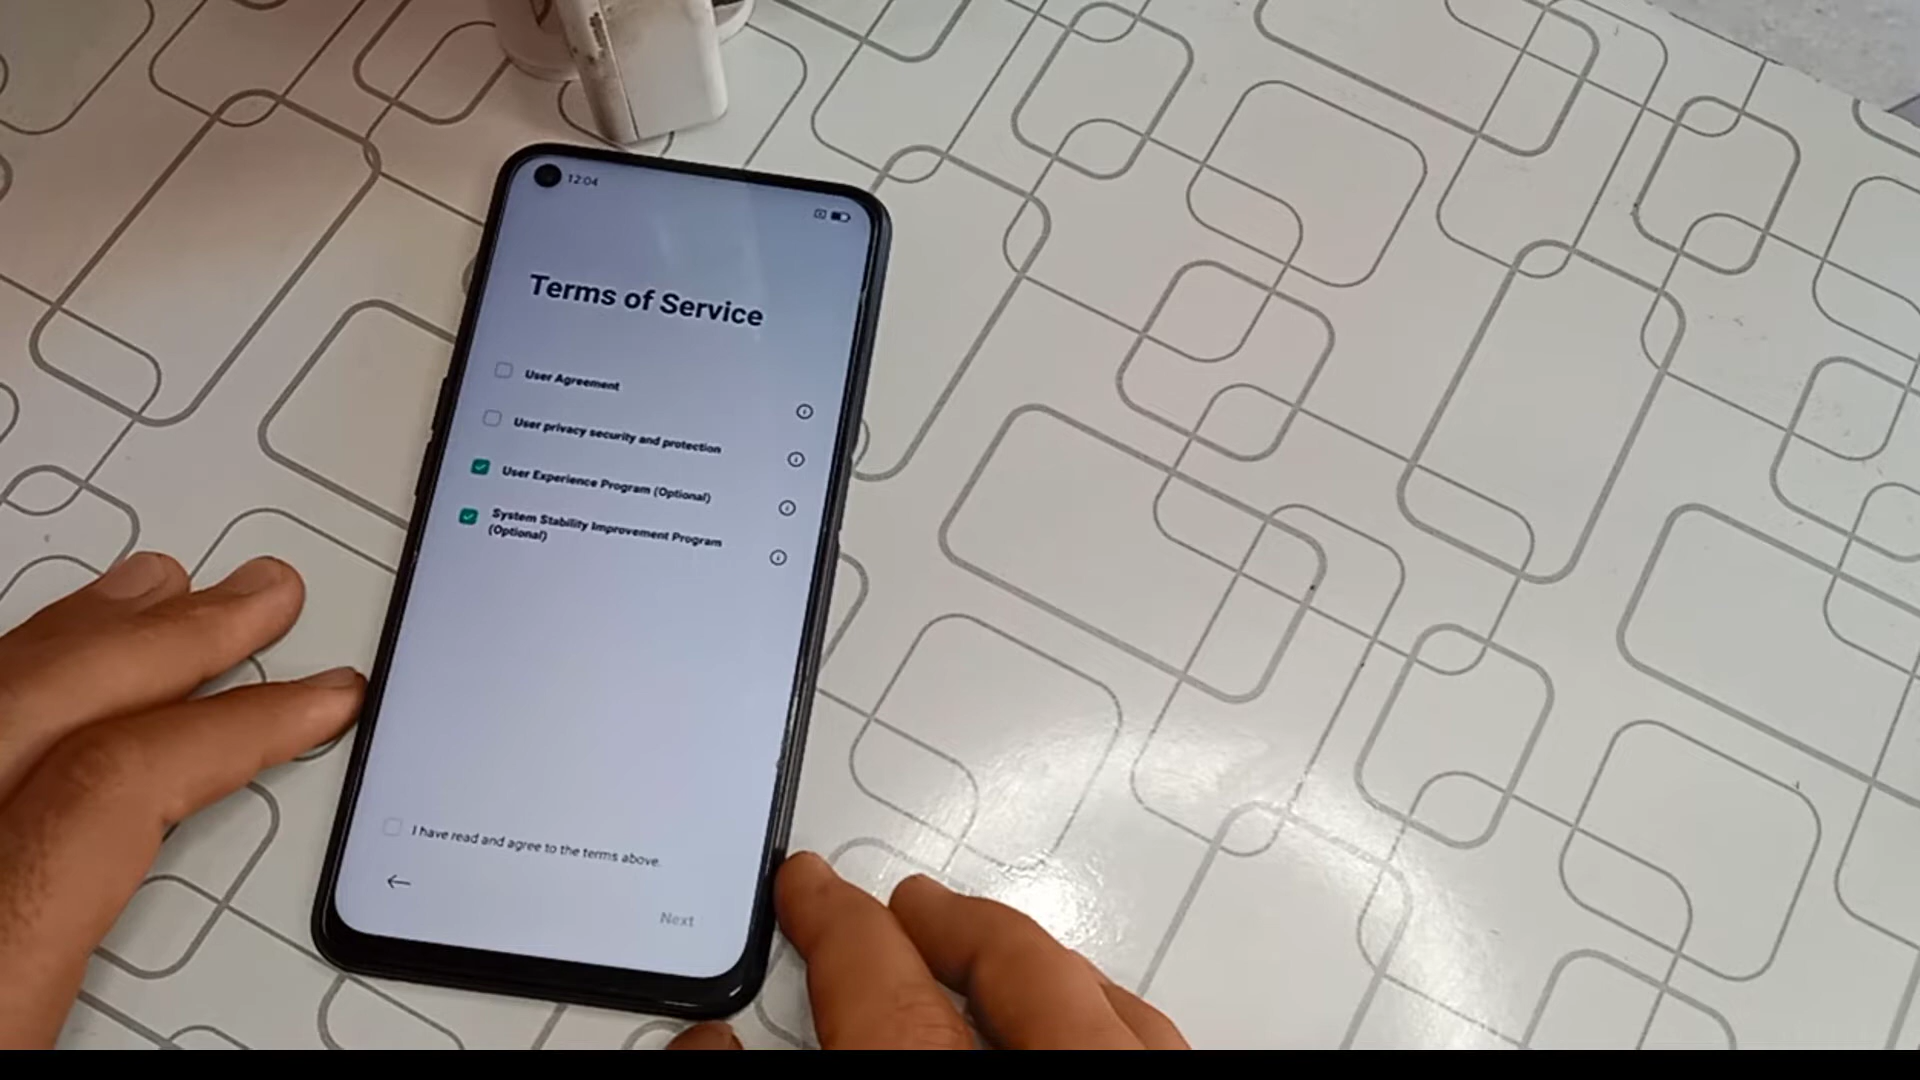 12:04
Terms of Service
User Agreement
User privacy security and protection
User Experience Program (Optional)
System Stability Improvement Program
(Optional)
I have read and agree to the terms above.
Next